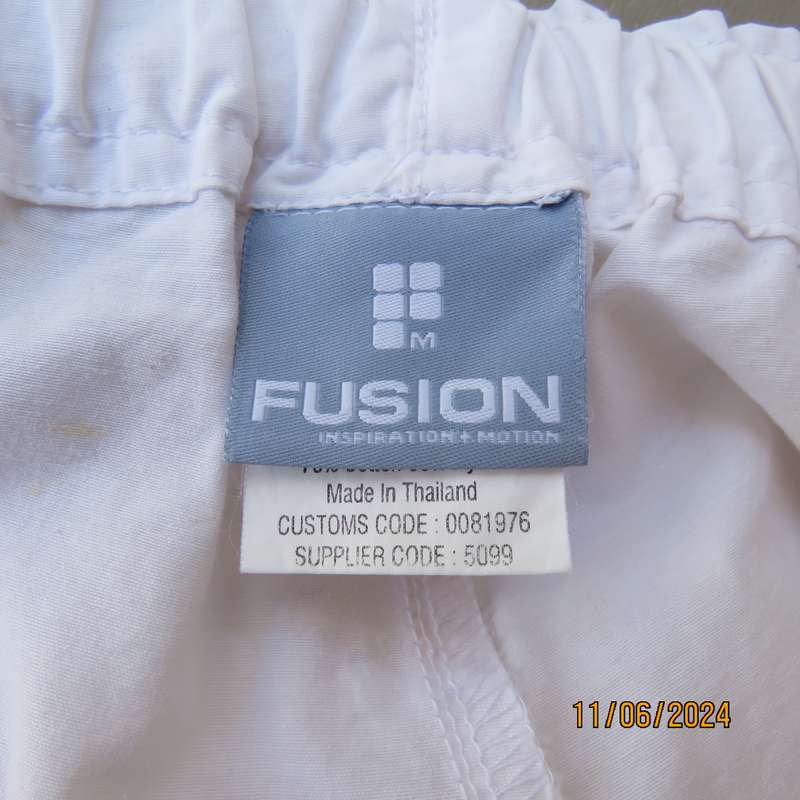 M
FUSION
INSPIRATION+MOTION
Made In Thailand
CUSTOMS CODE : 0081976
SUPPLIER CODE : 5099
11/06/2024